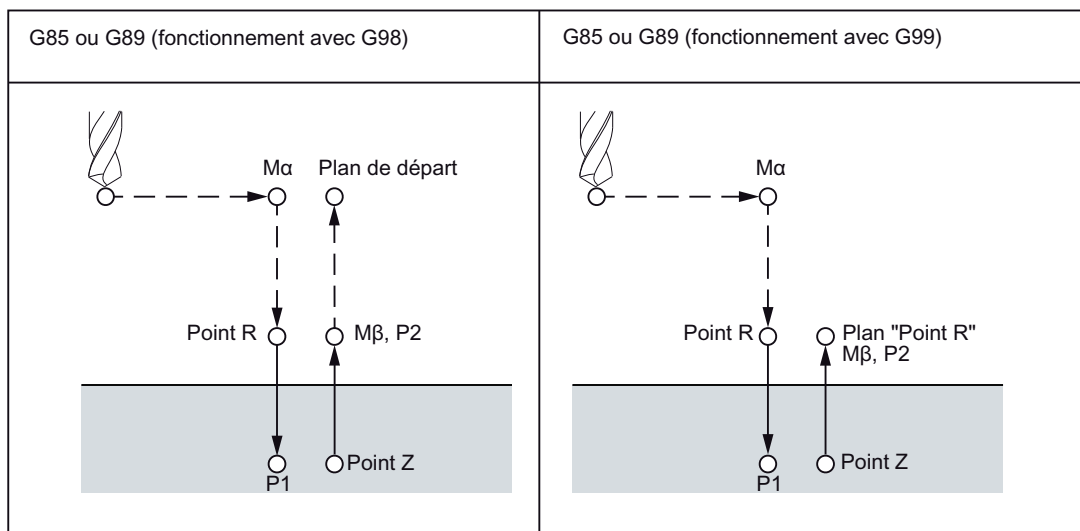 G85 ou G89 (fonctionnement avec G98)
G85 ou G89 (fonctionnement avec G99)
Mα
Plan de départ
Point R
Mβ, P2
Point Z
P1
Mα
Point R
Plan "Point R"
Mβ, P2
Point Z
P1